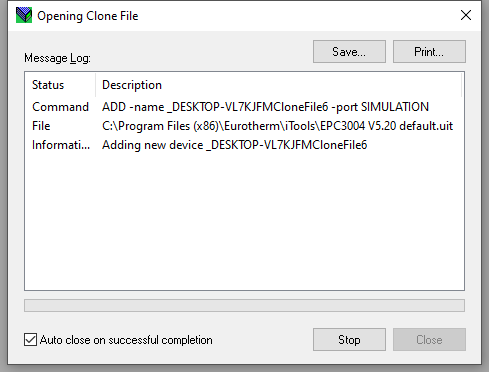 Opening Clone File
Save...
Print...
Message Log:
Status Description
Command ADD -name _DESKTOP-VL7KJFMCloneFile6 -port SIMULATION
File C:\Program Files (x86)\Eurotherm\iTools\EPC3004 V5.20 default.uit
Informati... Adding new device _DESKTOP-VL7KJFMCloneFile6
Auto close on successful completion
Stop
Close